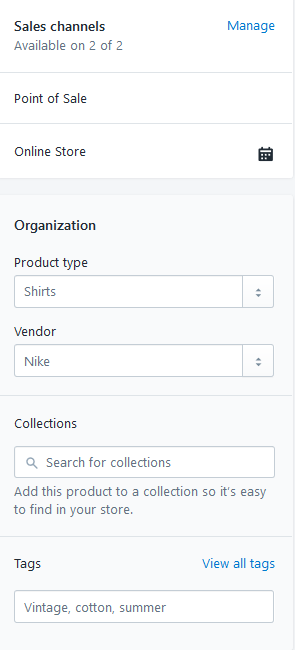 Sales channels
Manage
Available on 2 of 2
Point of Sale
Online Store
Organization
Product type
Shirts
Vendor
Nike
Collections
Search for collections
Add this product to a collection so it's easy
to find in your store.
Tags
View all tags
Vintage, cotton, summer